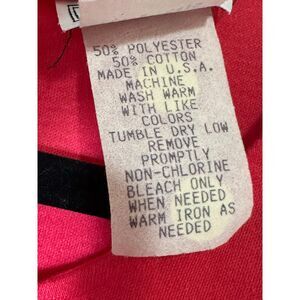 50% POLYESTER
50% COTTON
MADE IN U.S.A.
MACHINE
WASH WARM
WITH LIKE
COLORS
TUMBLE DRY LOW
REMOVE
PROMPTLY
NON-CHLORINE
BLEACH ONLY
WHEN NEEDED
WARM IRON AS
NEEDED